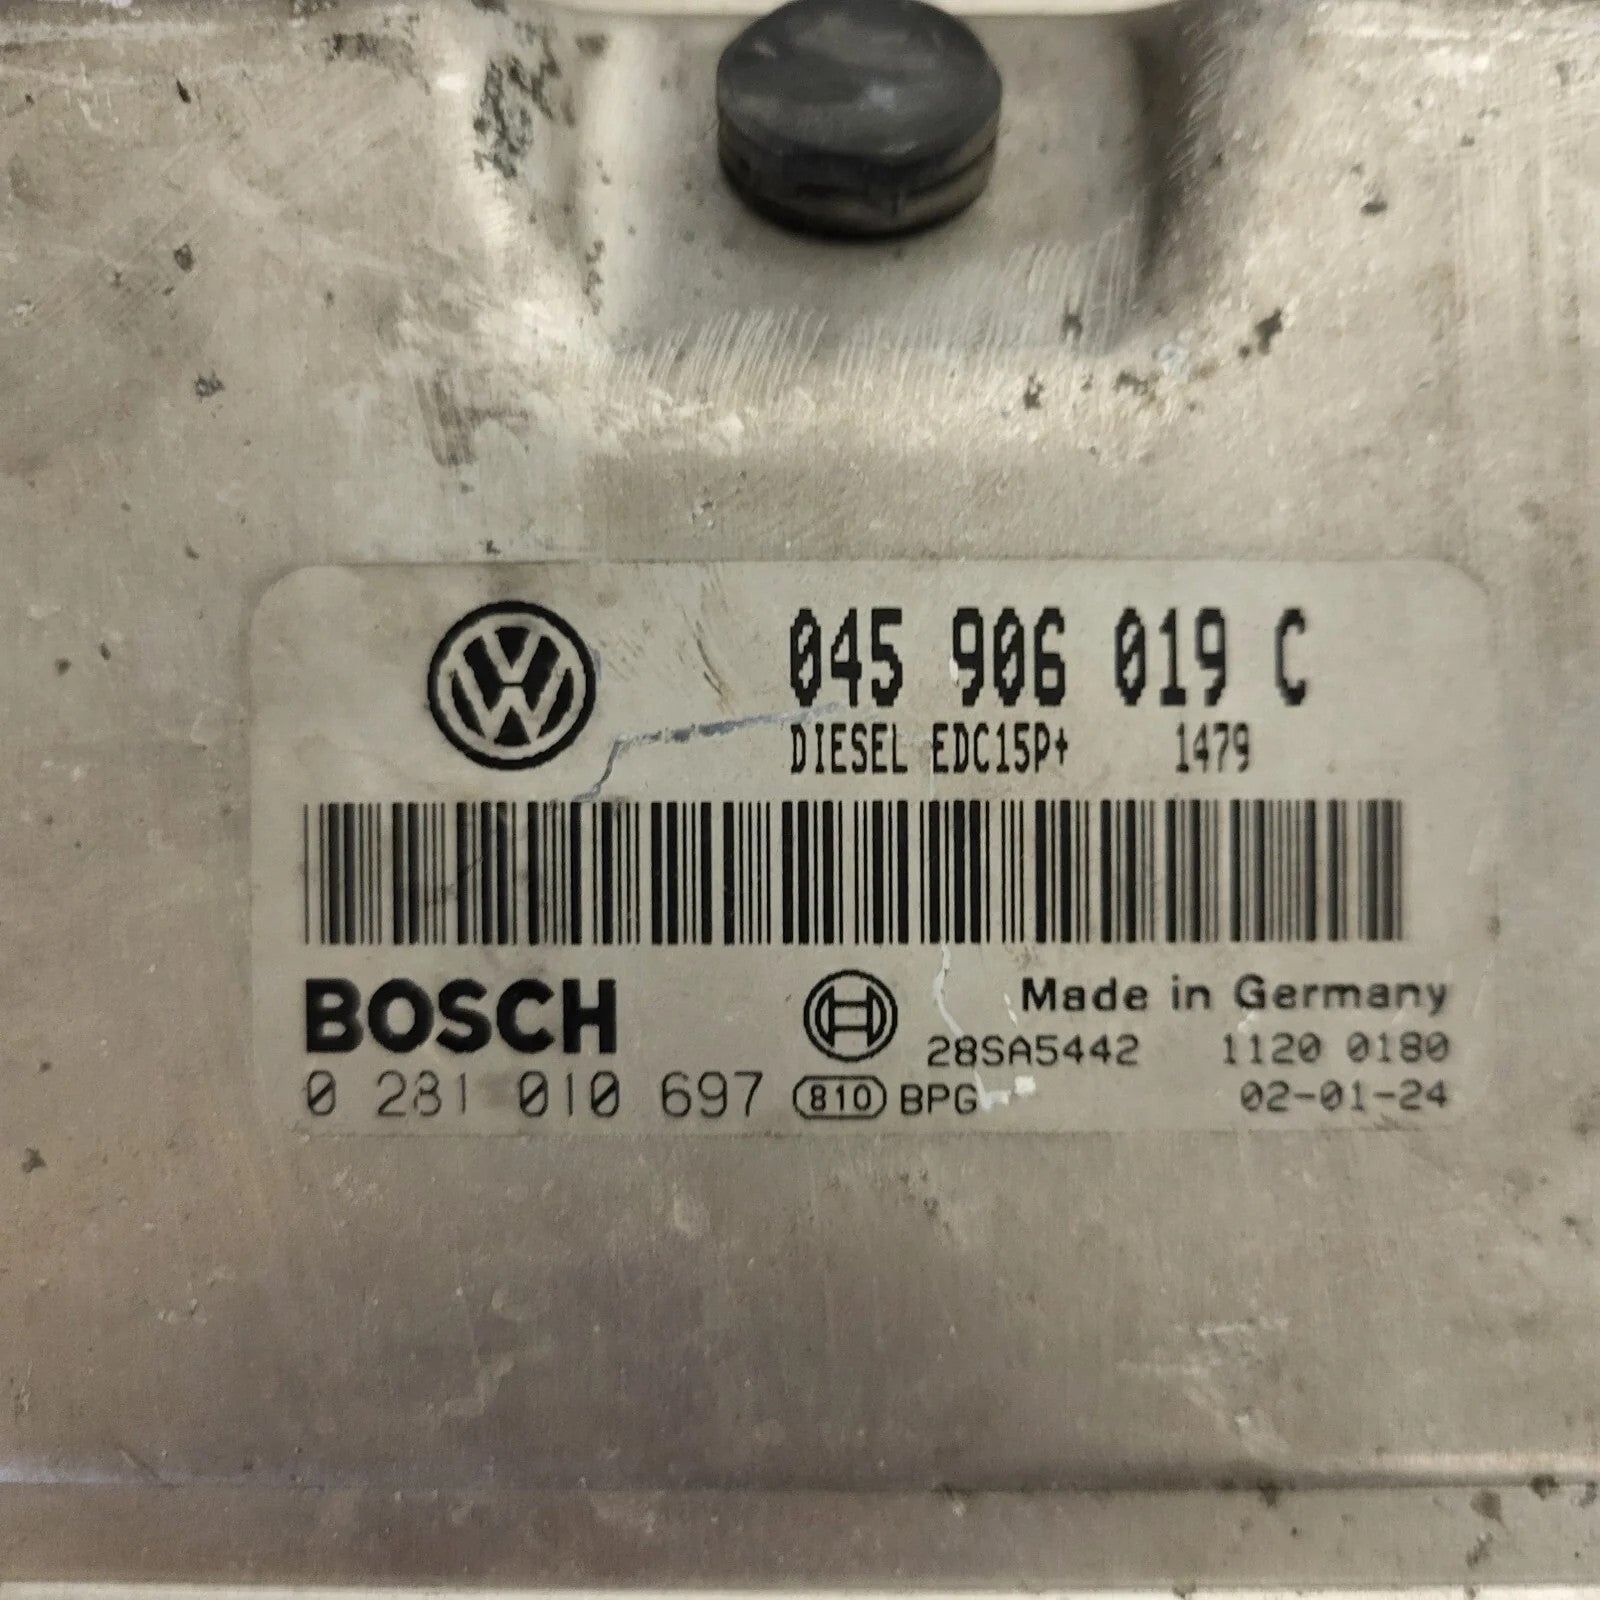 045 906 019 C
DIESEL EDC15P+ 1479
BOSCH
Made in Germany
28SA5442 1120 0180
0 281 010 697 810 BPG 02-01-24